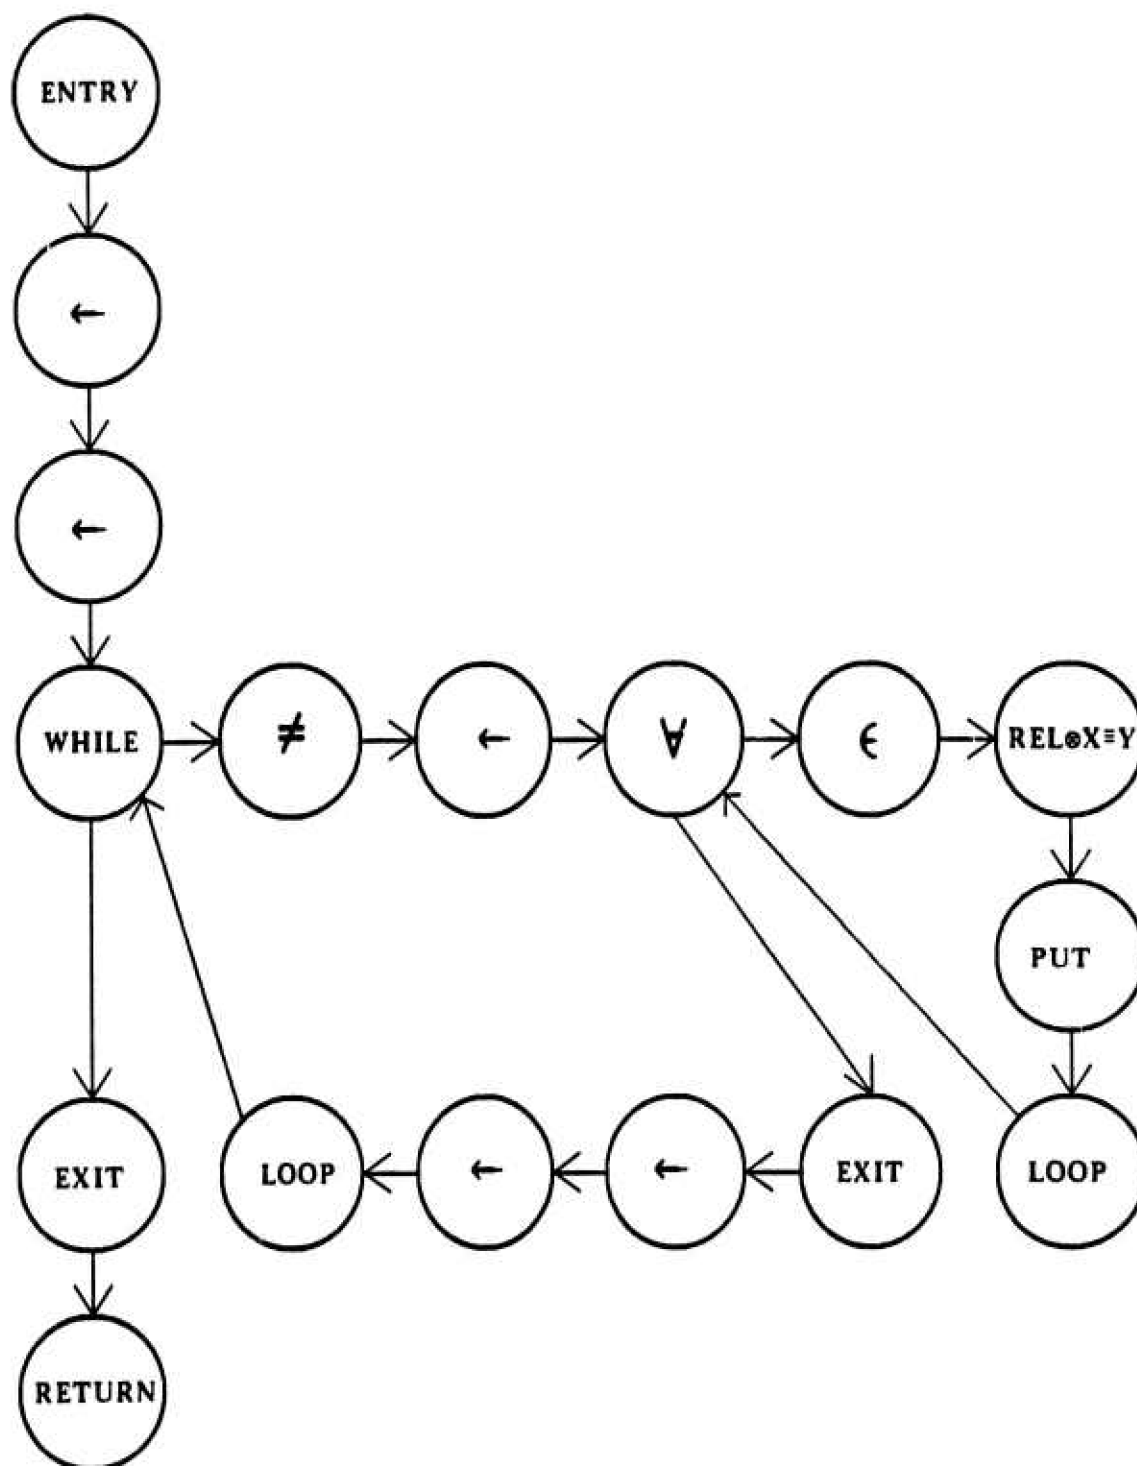 ENTRY
←
←
WHILE
≠
←
∀
∈
REL⊗X≡Y
PUT
EXIT
LOOP
←
←
EXIT
LOOP
RETURN